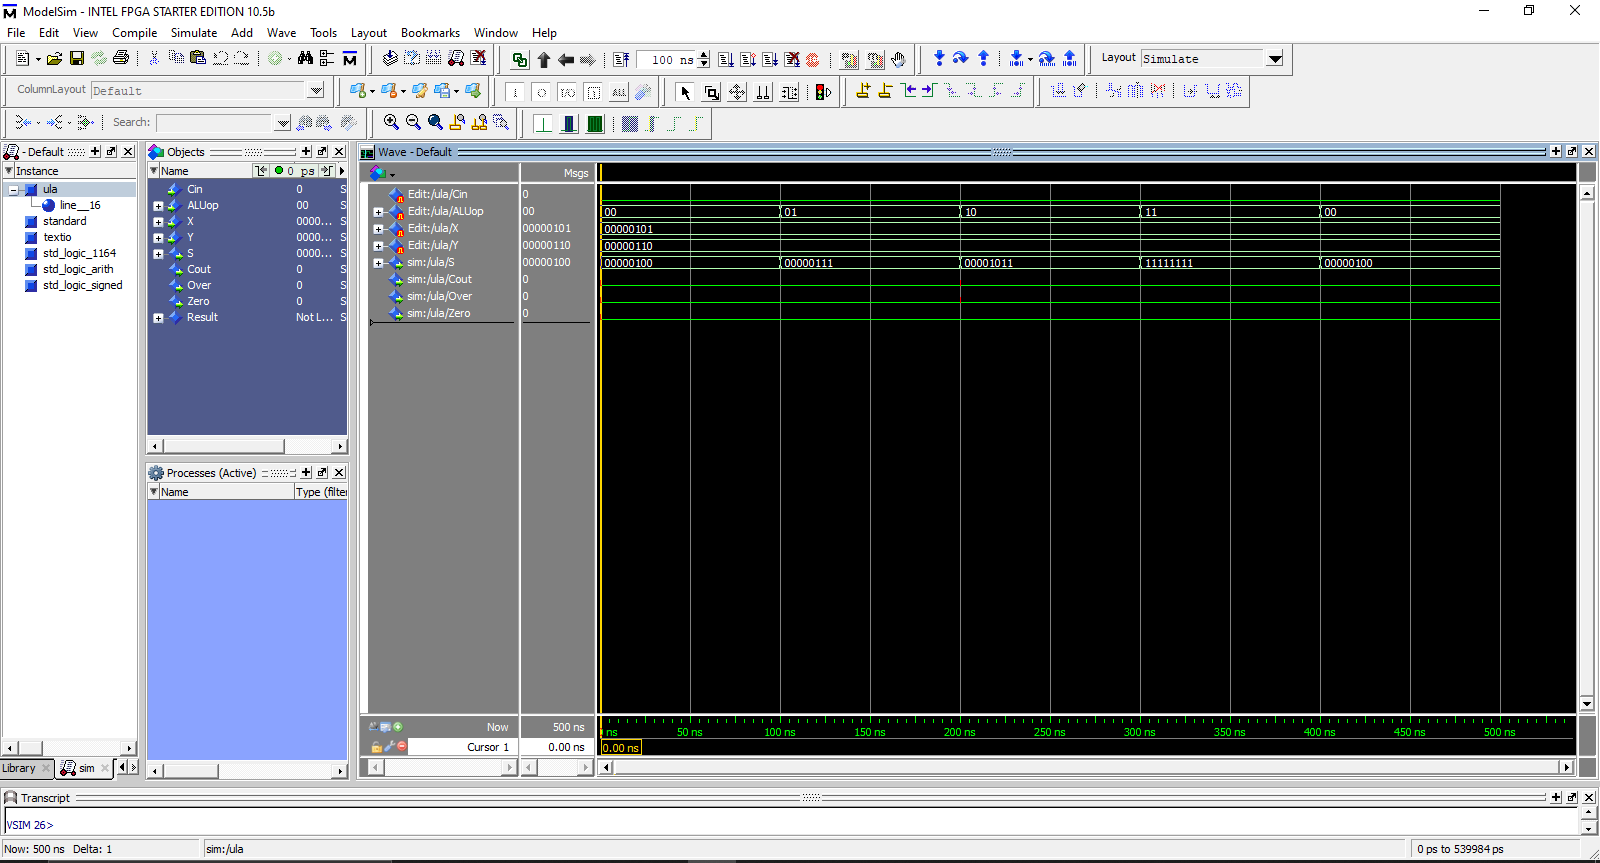 ModelSim - INTEL FPGA STARTER EDITION 10.5b
File Edit View Compile Simulate Add Wave Tools Layout Bookmarks Window Help
100 ns
Layout Simulate
ColumnLayout Default
Search:
- Default
Instance
ula
line__16
standard
textio
std_logic_1164
std_logic_arith
std_logic_signed
Library
sim
Objects
Name 0 ps
Cin 0 S
ALUop 00 S
X 0000... S
Y 0000... S
S 0000... S
Cout 0 S
Over 0 S
Zero 0 S
Result Not L... S
Processes (Active)
Name Type (filter
Wave - Default
Msgs
Edit:/ula/Cin 0
Edit:/ula/ALUop 00 00 01 10 11 00
Edit:/ula/X 00000101 00000101
Edit:/ula/Y 00000110 00000110
sim:/ula/S 00000100 00000100 00000111 00001011 11111111 00000100
sim:/ula/Cout 0
sim:/ula/Over 0
sim:/ula/Zero 0
Now 500 ns ns 50 ns 100 ns 150 ns 200 ns 250 ns 300 ns 350 ns 400 ns 450 ns 500 ns
Cursor 1 0.00 ns 0.00 ns
Transcript
VSIM 26>
Now: 500 ns Delta: 1 sim:/ula 0 ps to 539984 ps